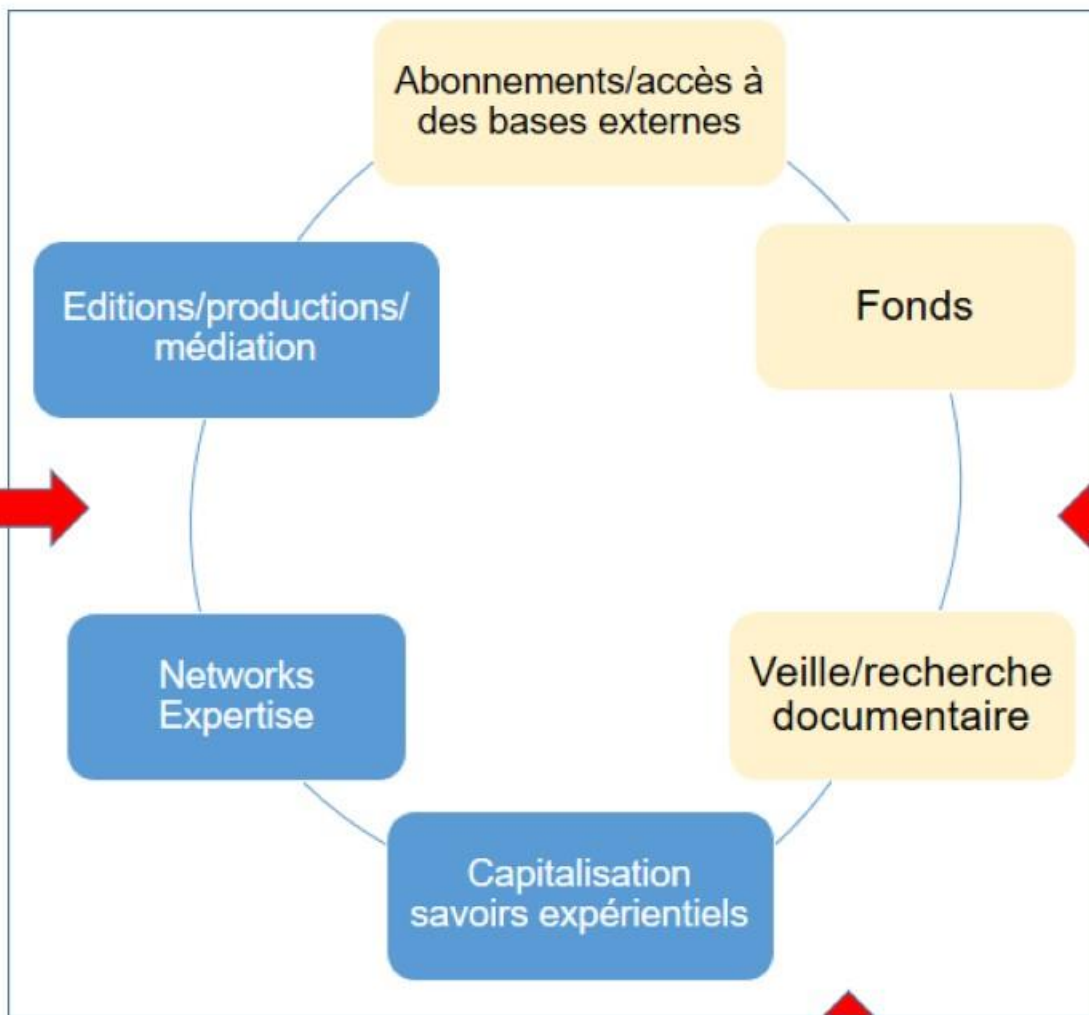 Abonnements/accès à
des bases externes
Fonds
Veille/recherche
documentaire
Capitalisation
savoirs expérientiels
Networks
Expertise
Editions/productions/
médiation